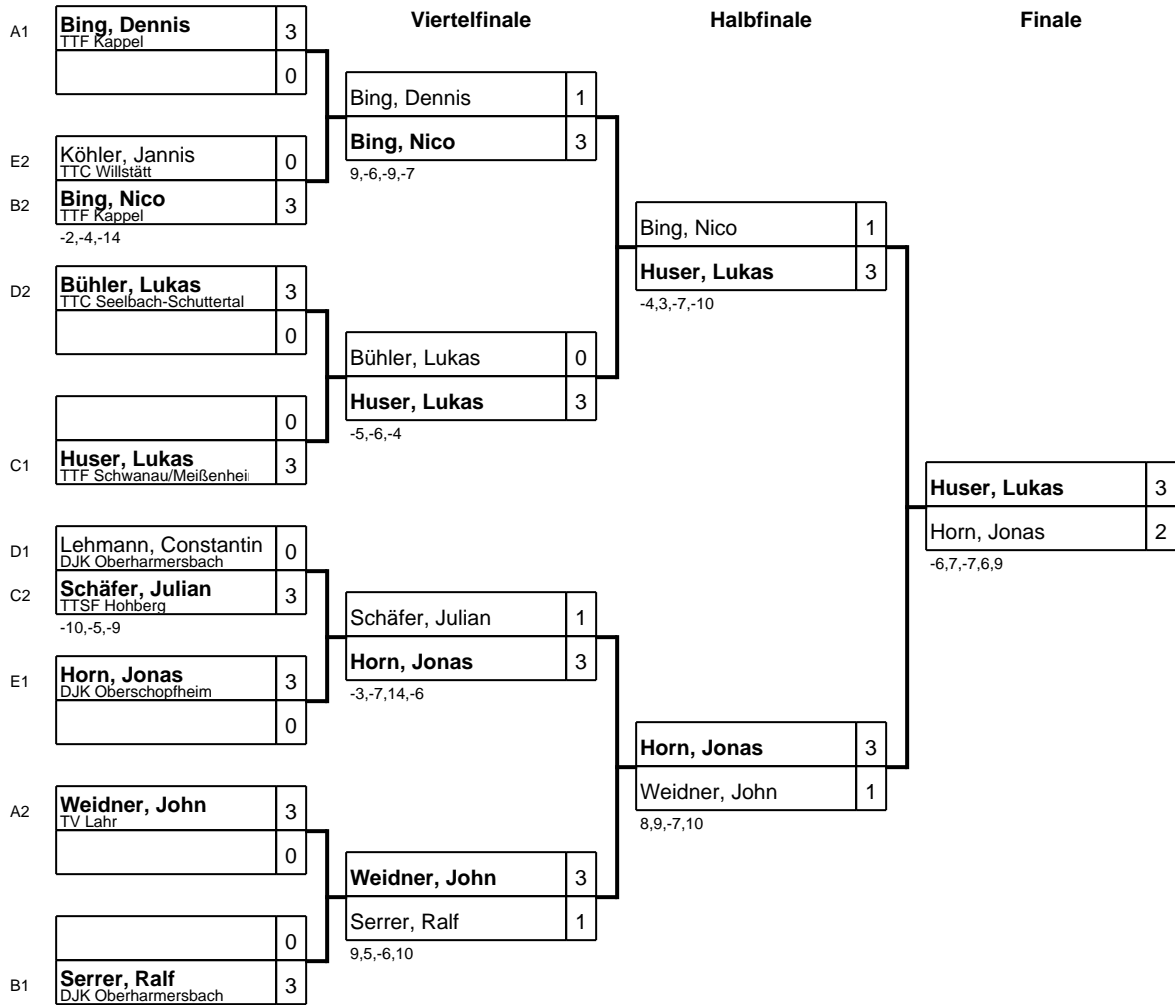 Viertelfinale
Halbfinale
Finale
A1 Bing, Dennis 3
TTF Kappel
0
E2 Köhler, Jannis 0
TTC Willstätt
B2 Bing, Nico 3
TTF Kappel
-2,-4,-14
D2 Bühler, Lukas 3
TTC Seelbach-Schuttertal
0
0
C1 Huser, Lukas 3
TTF Schwanau/Meißenhei
D1 Lehmann, Constantin 0
DJK Oberharmersbach
C2 Schäfer, Julian 3
TTSF Hohberg
-10,-5,-9
E1 Horn, Jonas 3
DJK Oberschopfheim
0
A2 Weidner, John 3
TV Lahr
0
0
B1 Serrer, Ralf 3
DJK Oberharmersbach
Bing, Dennis 1
Bing, Nico 3
9,-6,-9,-7
Bühler, Lukas 0
Huser, Lukas 3
-5,-6,-4
Schäfer, Julian 1
Horn, Jonas 3
-3,-7,14,-6
Weidner, John 3
Serrer, Ralf 1
9,5,-6,10
Bing, Nico 1
Huser, Lukas 3
-4,3,-7,-10
Horn, Jonas 3
Weidner, John 1
8,9,-7,10
Huser, Lukas 3
Horn, Jonas 2
-6,7,-7,6,9